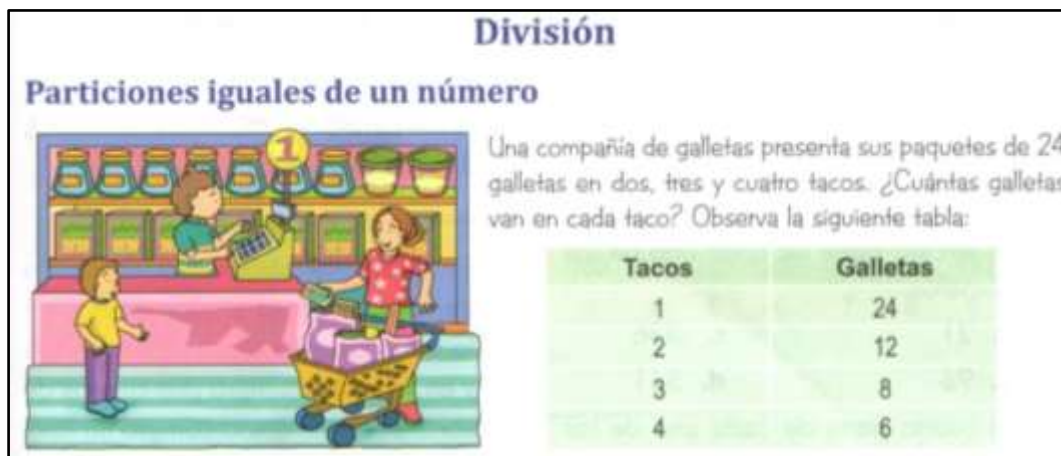 División
Particiones iguales de un número
1
Una compañía de galletas presenta sus paquetes de 24
galletas en dos, tres y cuatro tacos. ¿Cuántas galletas
van en cada taco? Observa la siguiente tabla:
Tacos Galletas
1 24
2 12
3 8
4 6